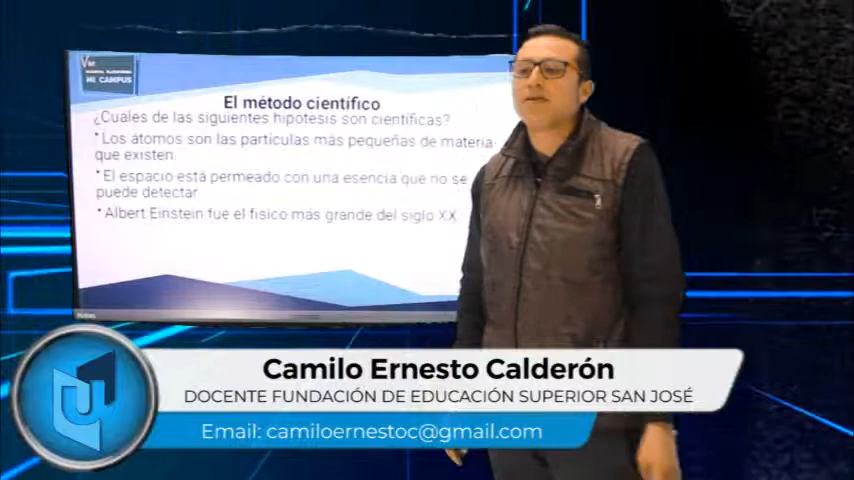 MI CAMPUS
El método científico
¿Cuales de las siguientes hipotesis son científicas?
• Los átomos son las partículas más pequeñas de materia
que existen.
• El espacio está permeado con una esencia que no se
puede detectar
• Albert Einstein fue el fisico más grande del siglo XX
Camilo Ernesto Calderón
DOCENTE FUNDACIÓN DE EDUCACIÓN SUPERIOR SAN JOSÉ
Email: camiloernestoc@gmail.com